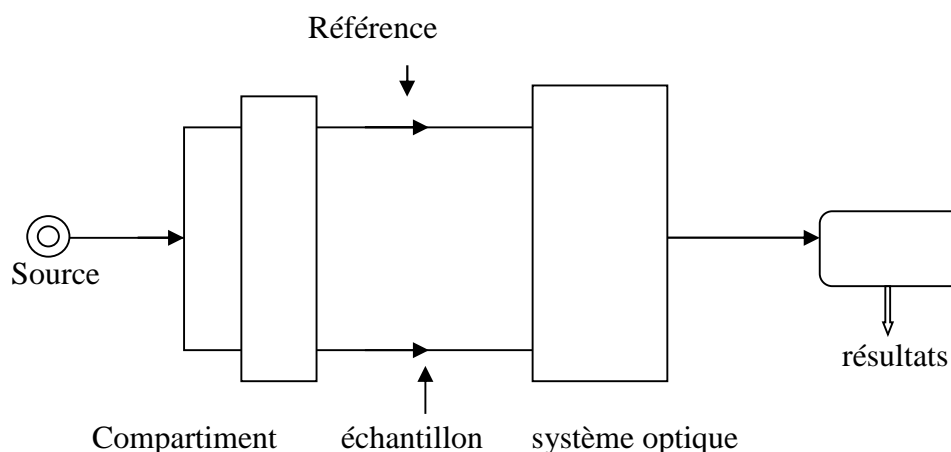 Référence
Source
résultats
Compartiment échantillon système optique